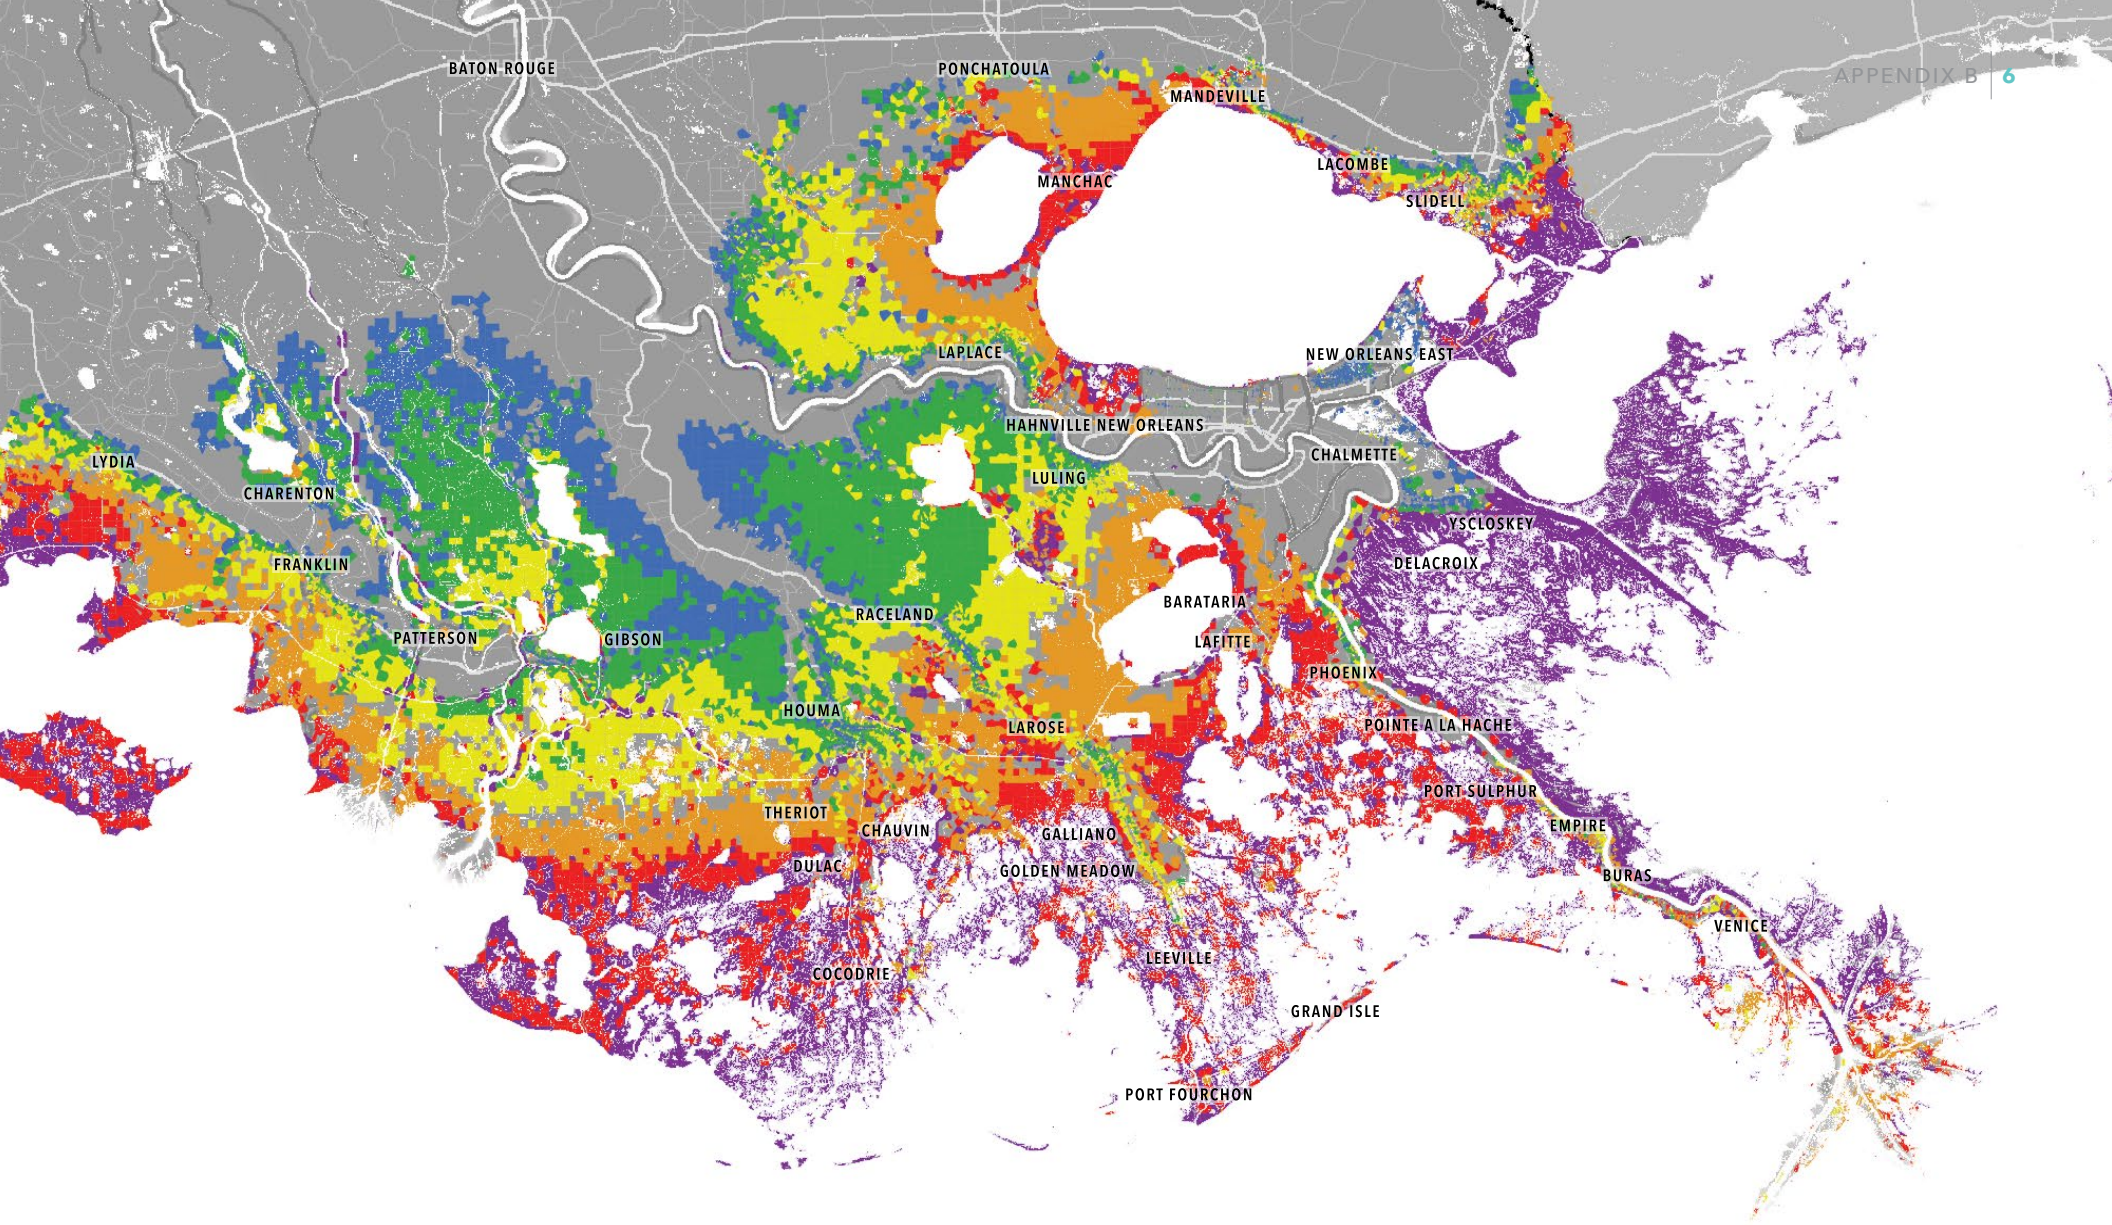 BATON ROUGE
PONCHATOULA
APPENDIX B 6
MANDEVILLE
LACOMBE
MANCHAC
SLIDELL
LAPLACE
NEW ORLEANS EAST
HAHNVILLE NEW ORLEANS
CHALMETTE
LYDIA
LULING
CHARENTON
YSCLOSKEY
FRANKLIN
DELACROIX
BARATARIA
RACELAND
PATTERSON
GIBSON
LAFITTE
PHOENIX
HOUMA
LAROSE
POINTE A LA HACHE
PORT SULPHUR
THERIOT
EMPIRE
CHAUVIN
GALLIANO
DULAC
GOLDEN MEADOW
BURAS
VENICE
LEEVILLE
COCODRIE
GRAND ISLE
PORT FOURCHON